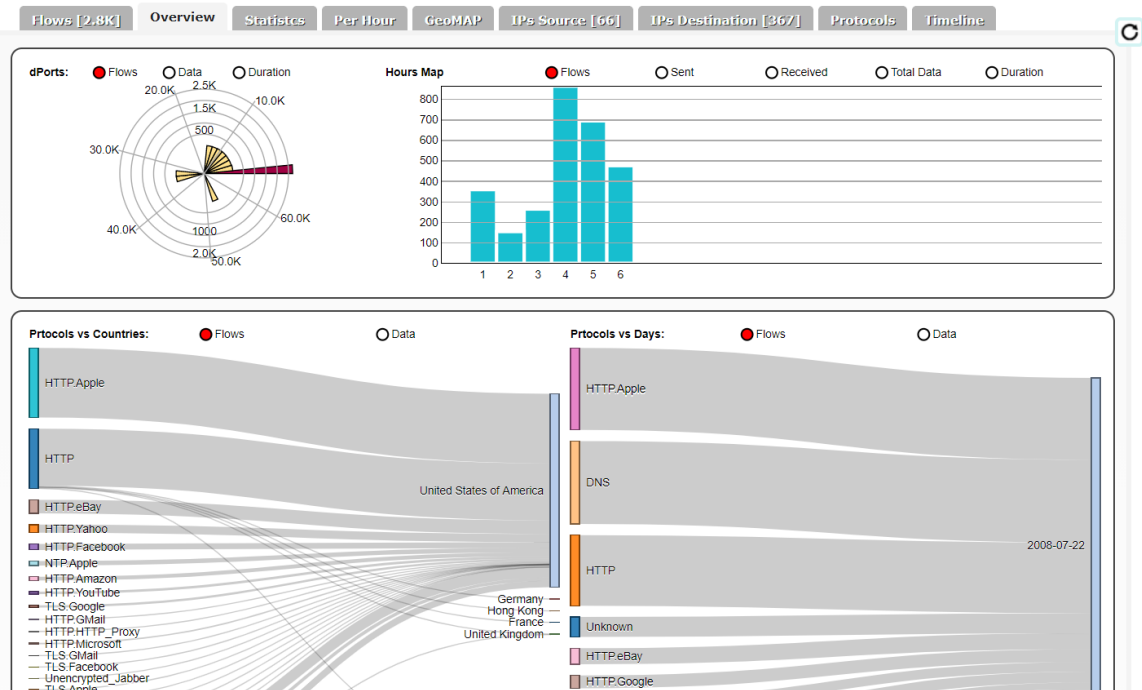 Flows [2.8K] Overview Statistcs Per Hour GeoMAP IPs Source [66] IPs Destination [367] Protocols Timeline
dPorts: Flows Data Duration
20.0K 2.5K 10.0K
1.5K
500
30.0K
60.0K
40.0K 1000
2.0K
50.0K
Hours Map Flows Sent Received Total Data Duration
800
700
600
500
400
300
200
100
0
1 2 3 4 5 6
Prtocols vs Countries: Flows Data
HTTP.Apple
HTTP
HTTP.eBay
HTTP.Yahoo
HTTP.Facebook
NTP.Apple
HTTP.Amazon
HTTP.YouTube
TLS.Google
HTTP.GMail
HTTP.HTTP_Proxy
HTTP.Microsoft
TLS.GMail
TLS.Facebook
Unencrypted_Jabber
TLS.Apple
United States of America
Germany
Hong Kong
France
United Kingdom
Prtocols vs Days: Flows Data
HTTP.Apple
DNS
HTTP
Unknown
HTTP.eBay
HTTP.Google
2008-07-22